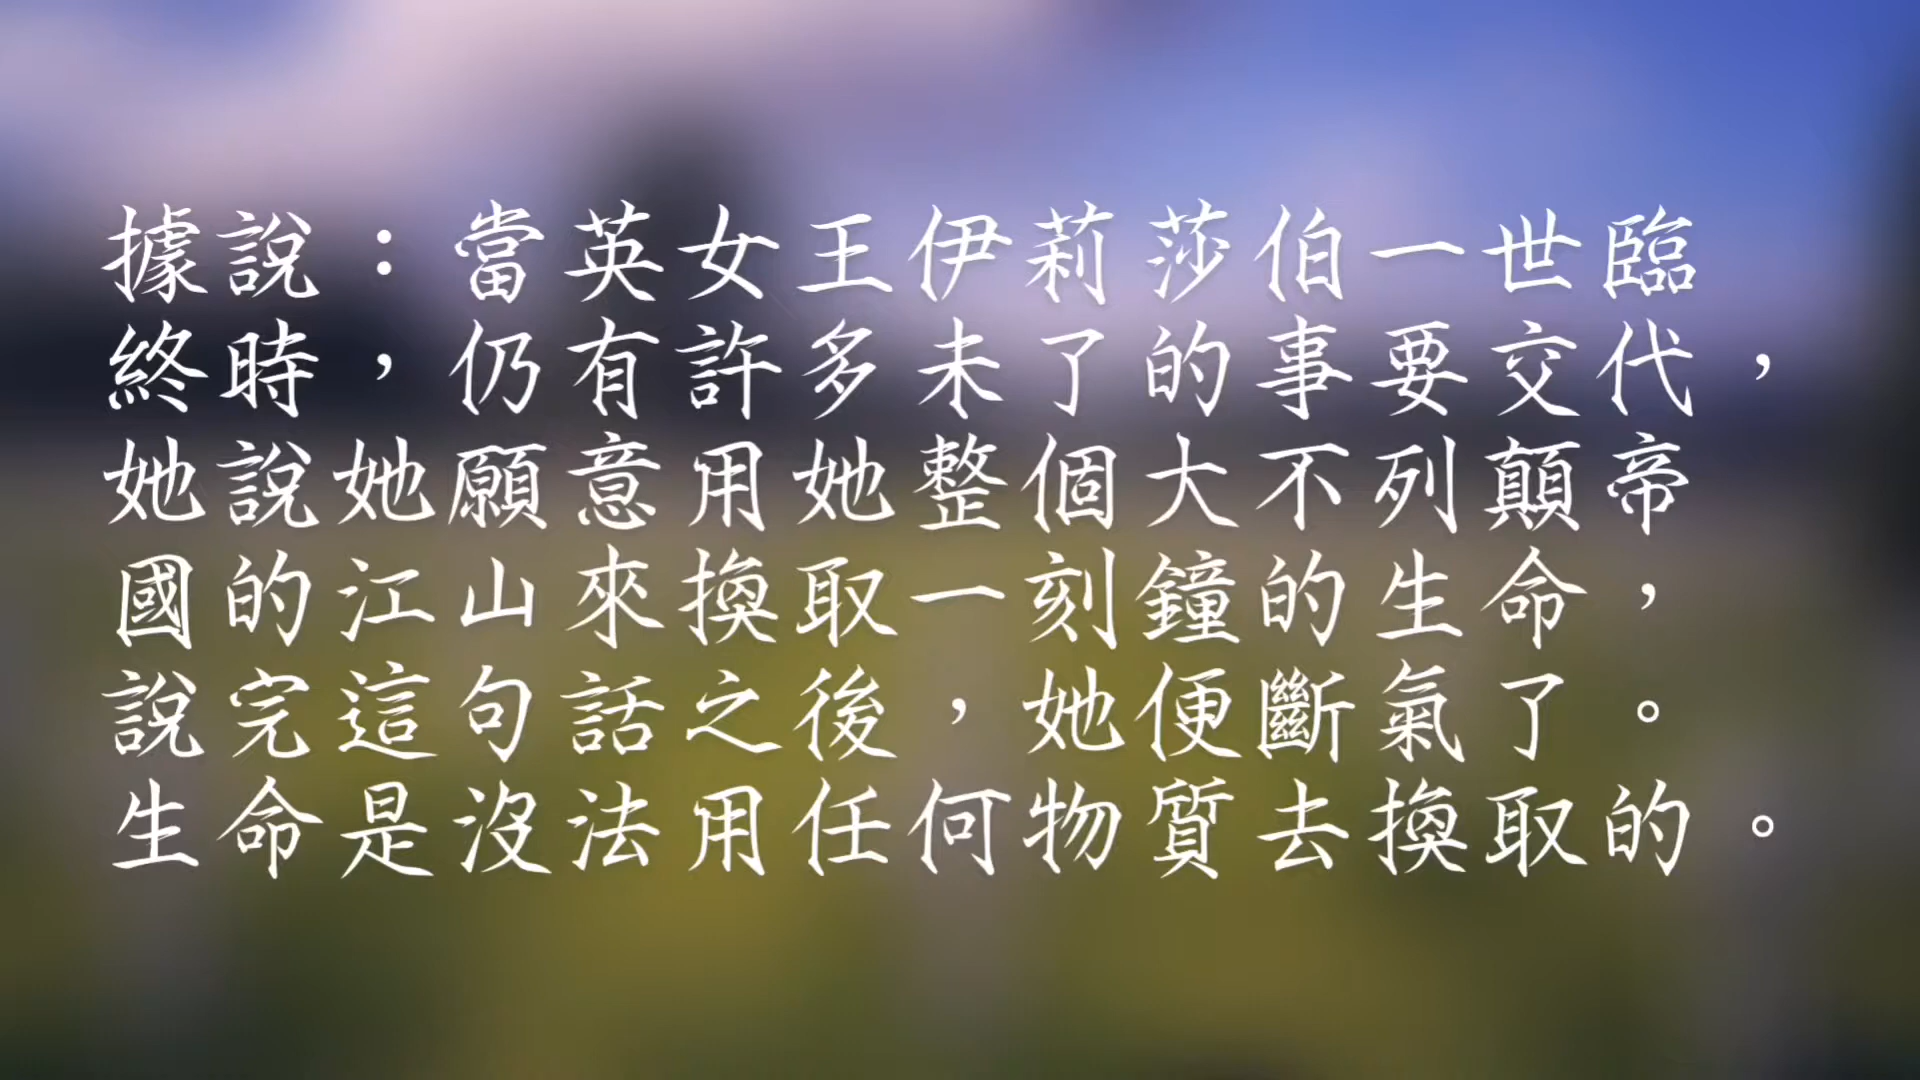 據說：當英女王伊莉莎伯一世臨
終時，仍有許多未了的事要交代，
她說她願意用她整個大不列顛帝
國的江山來換取一刻鐘的生命，
說完這句話之後，她便斷氣了。
生命是沒法用任何物質去換取的。